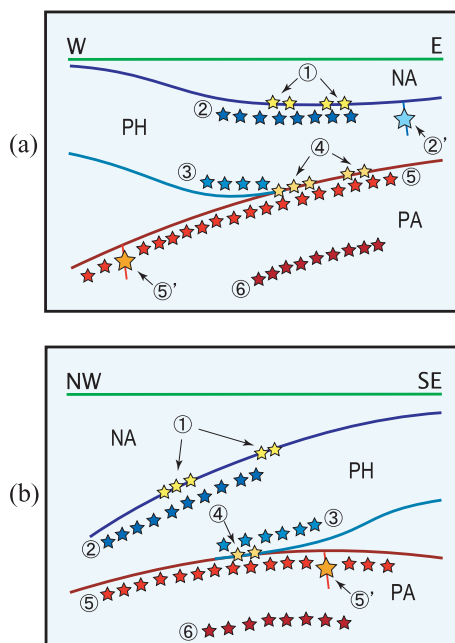 (a)
W E
① NA
②
PH ②'
④
③ ⑤
PA
⑤' ⑥
(b)
NW SE
NA ①
PH
②
④ ③
⑤ PA
⑤'
⑥